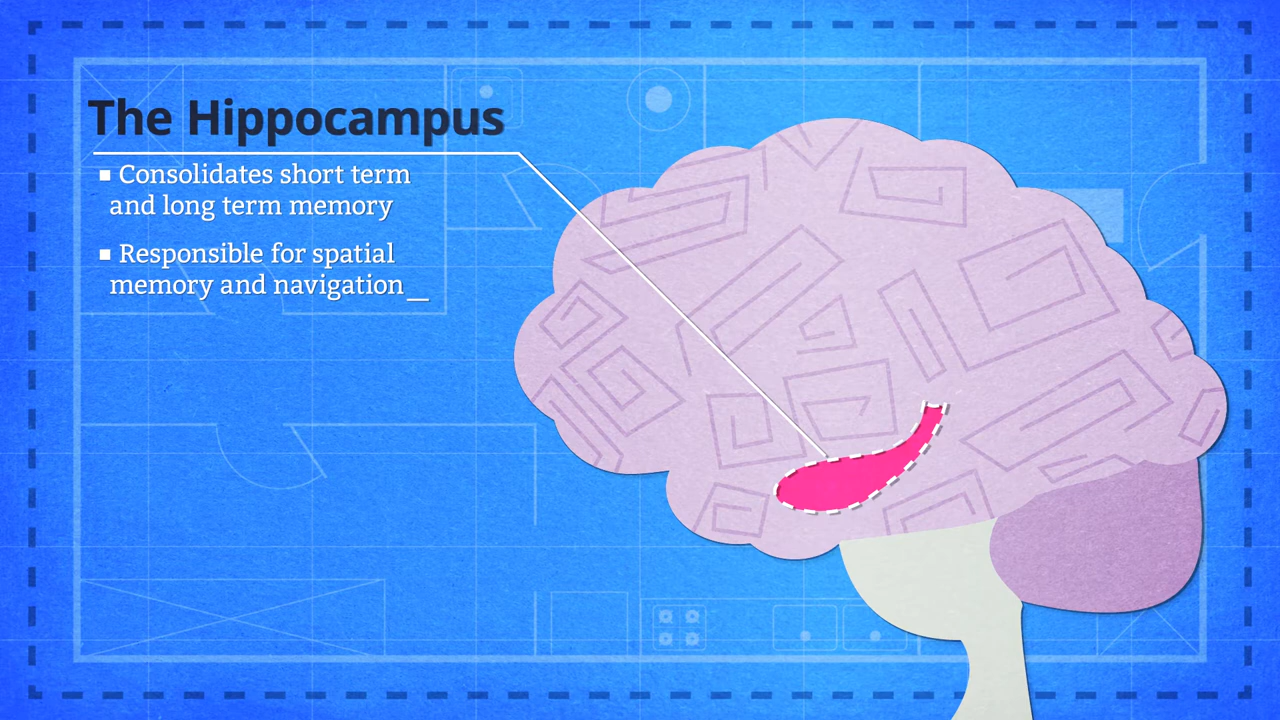 The Hippocampus
▪ Consolidates short term
and long term memory
▪ Responsible for spatial
memory and navigation_